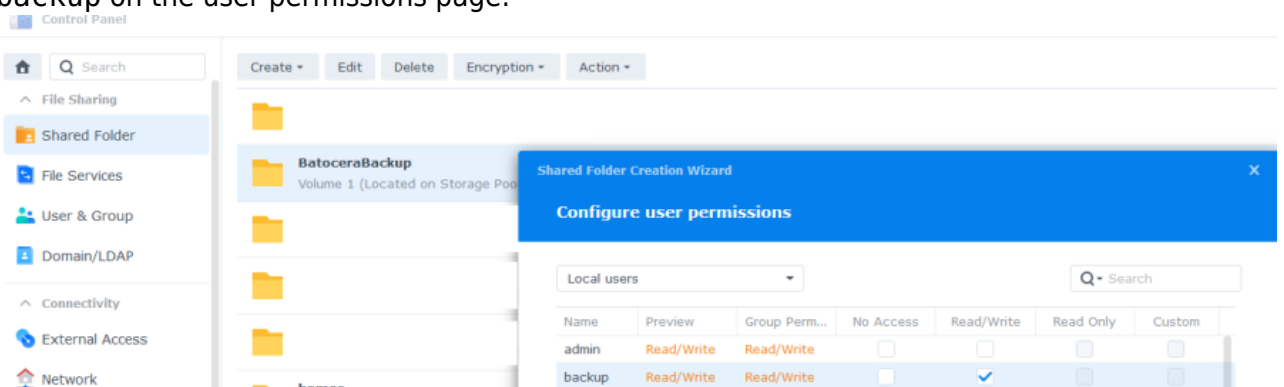 backup on the user permissions page.
Control Panel
Search
Create Edit Delete Encryption Action
File Sharing
Shared Folder
File Services
User & Group
Domain/LDAP
Connectivity
External Access
Network
BatoceraBackup
Volume 1 (Located on Storage Poo
Shared Folder Creation Wizard
Configure user permissions
Local users
Search
Name Preview Group Perm... No Access Read/Write Read Only Custom
admin Read/Write Read/Write
backup Read/Write Read/Write